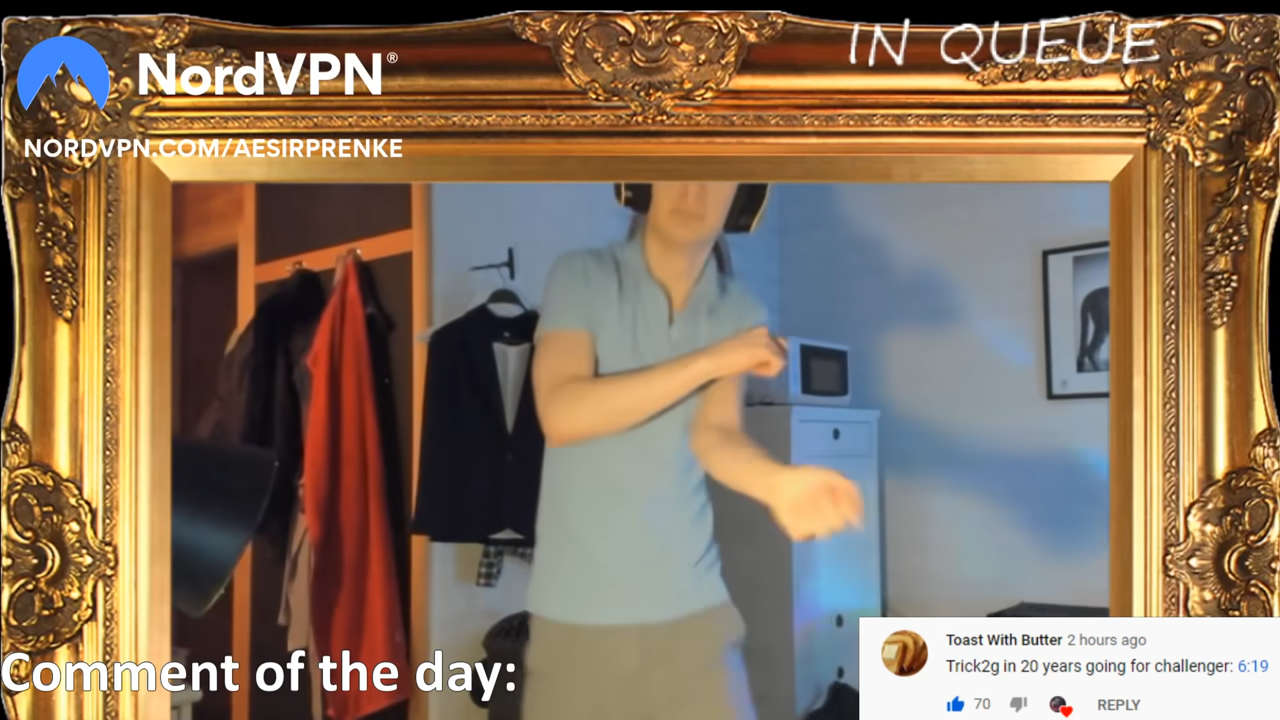 IN QUEUE
NordVPN®
NORDVPN.COM/AESIRPRENKE
Comment of the day:
Toast With Butter 2 hours ago
Trick2g in 20 years going for challenger: 6:19
70
REPLY